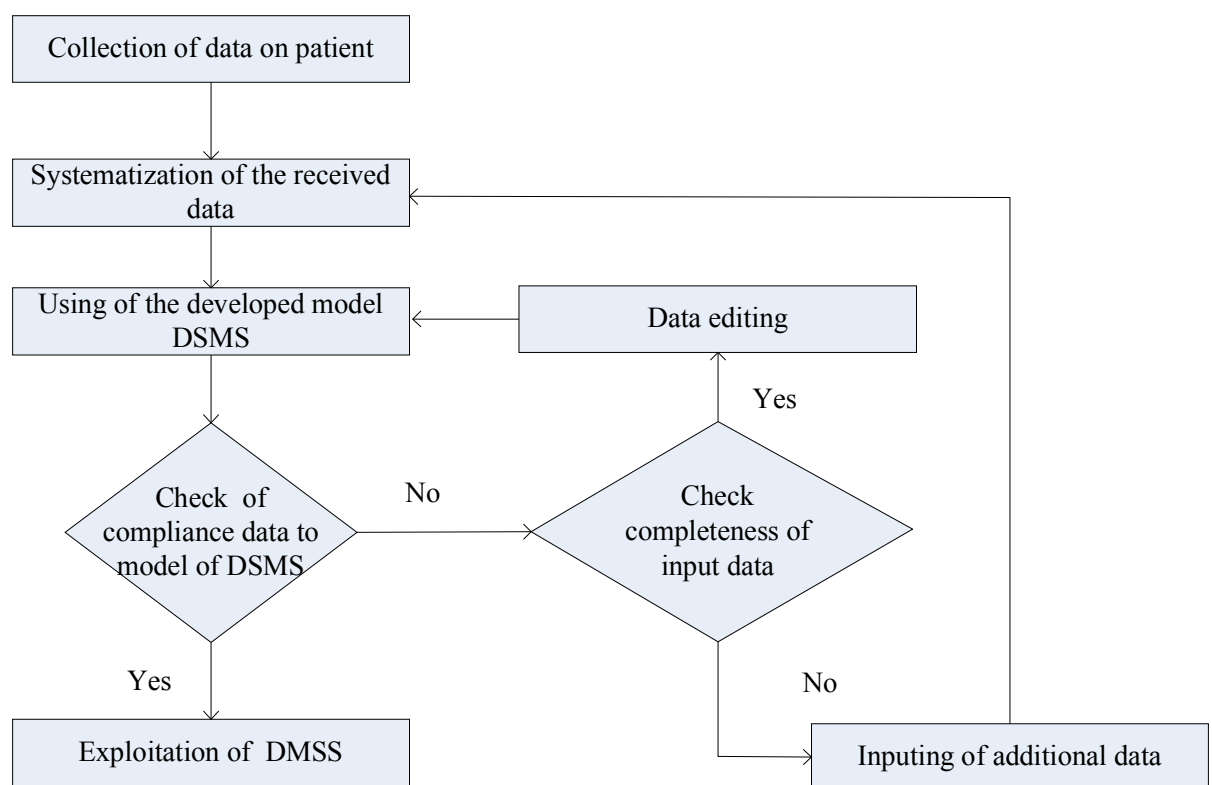 Collection of data on patient
Systematization of the received
data
Using of the developed model
DSMS
Data editing
Yes
Check of
compliance data to
model of DSMS
No
Check
completeness of
input data
Yes
No
Exploitation of DMSS
Inputing of additional data